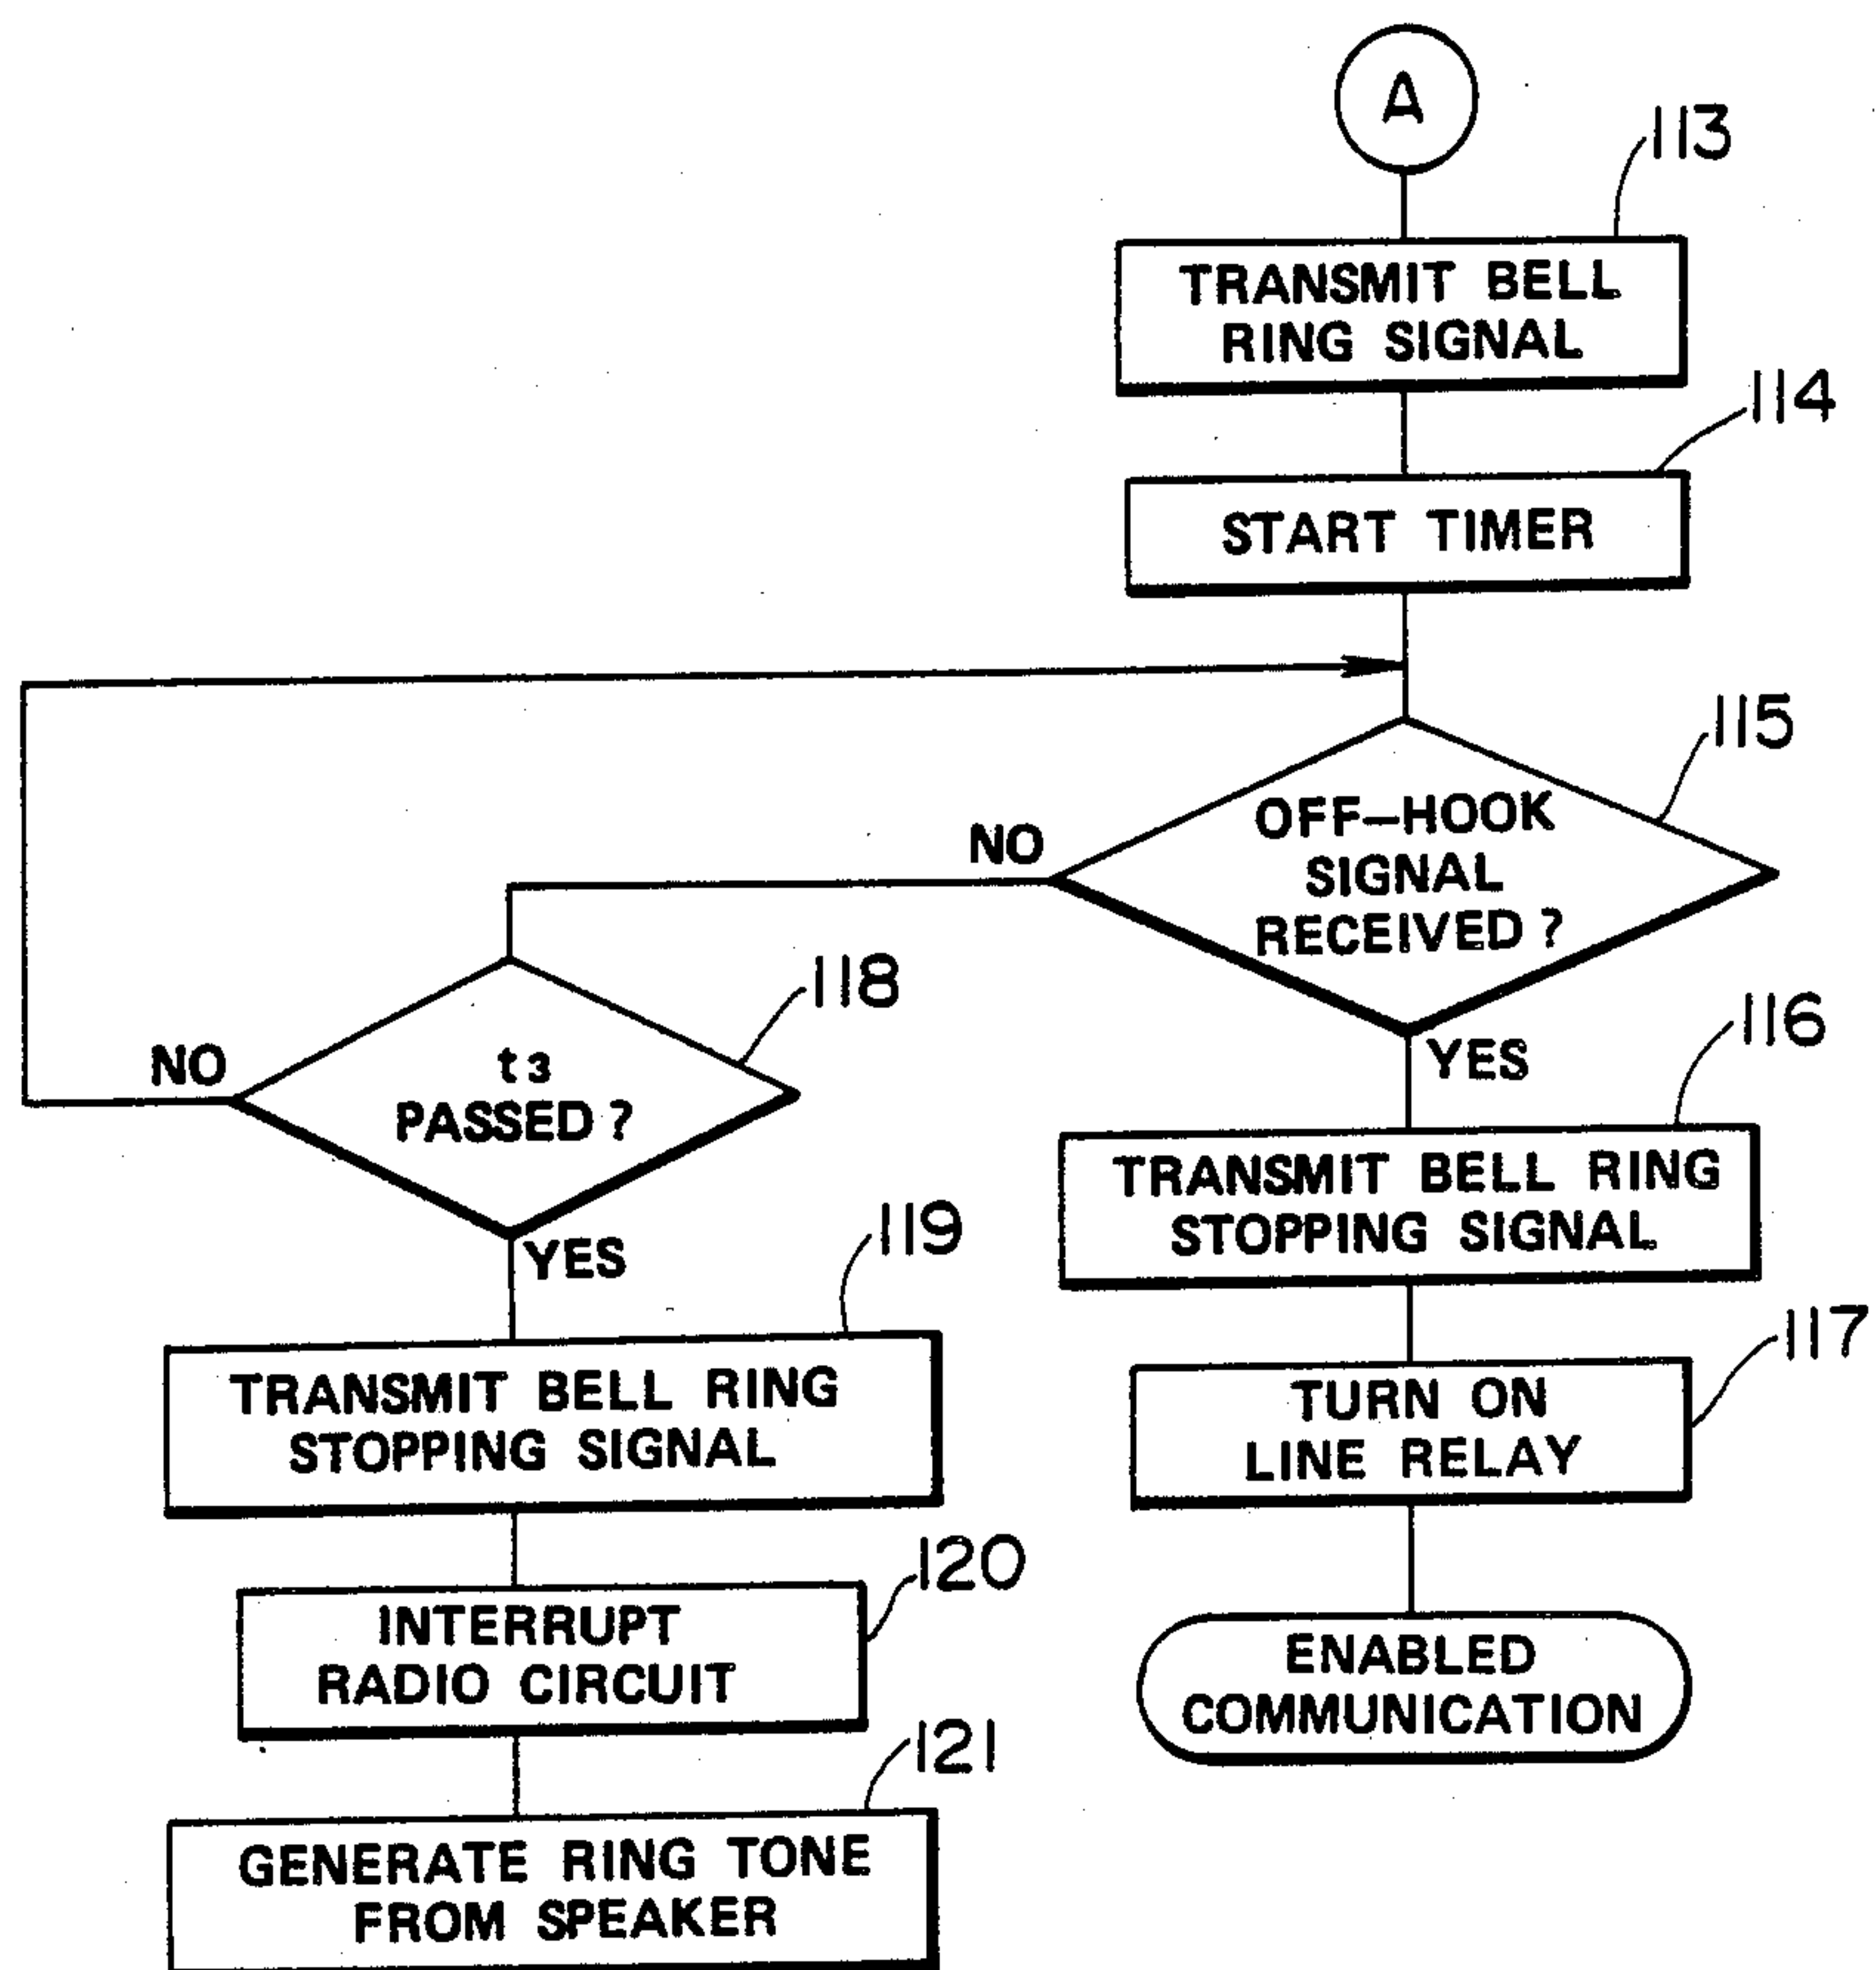 A
113
TRANSMIT BELL
RING SIGNAL
114
START TIMER
115
OFF-HOOK
SIGNAL
RECEIVED?
NO
YES
118
t3
PASSED?
NO
YES
116
TRANSMIT BELL RING
STOPPING SIGNAL
119
TRANSMIT BELL RING
STOPPING SIGNAL
117
TURN ON
LINE RELAY
120
INTERRUPT
RADIO CIRCUIT
ENABLED
COMMUNICATION
121
GENERATE RING TONE
FROM SPEAKER